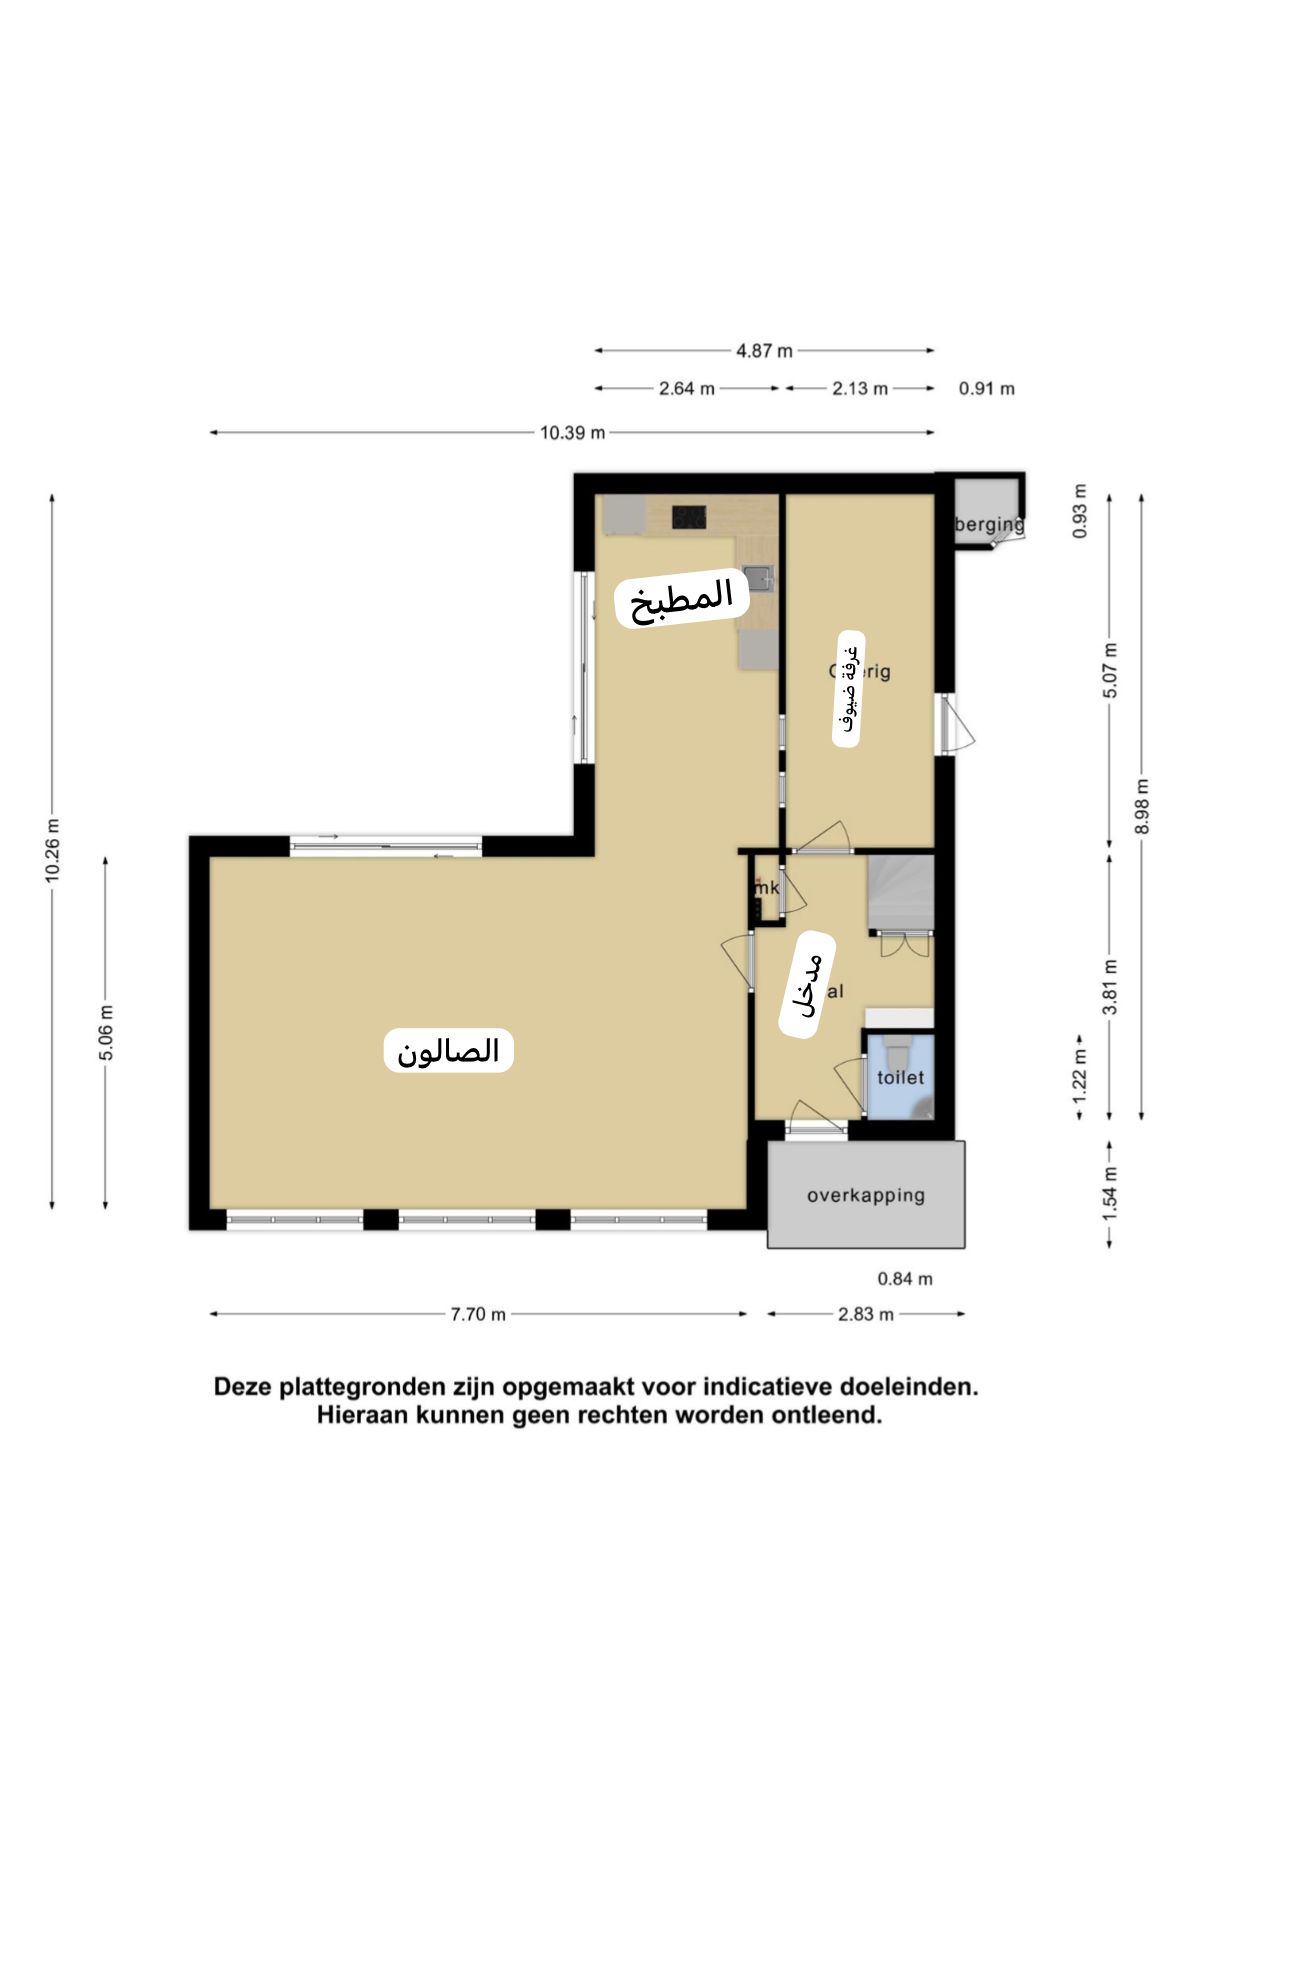 4.87 m
2.64 m
2.13 m
0.91 m
10.39 m
0.93 m
berging
المطبخ
5.07 m
غرفة ضيوف
erig
8.98 m
10.26 m
mk
مدخل
al
3.81 m
5.06 m
الصالون
1.22 m
toilet
overkapping
1.54 m
0.84 m
7.70 m
2.83 m
Deze plattegronden zijn opgemaakt voor indicatieve doeleinden.
Hieraan kunnen geen rechten worden ontleend.